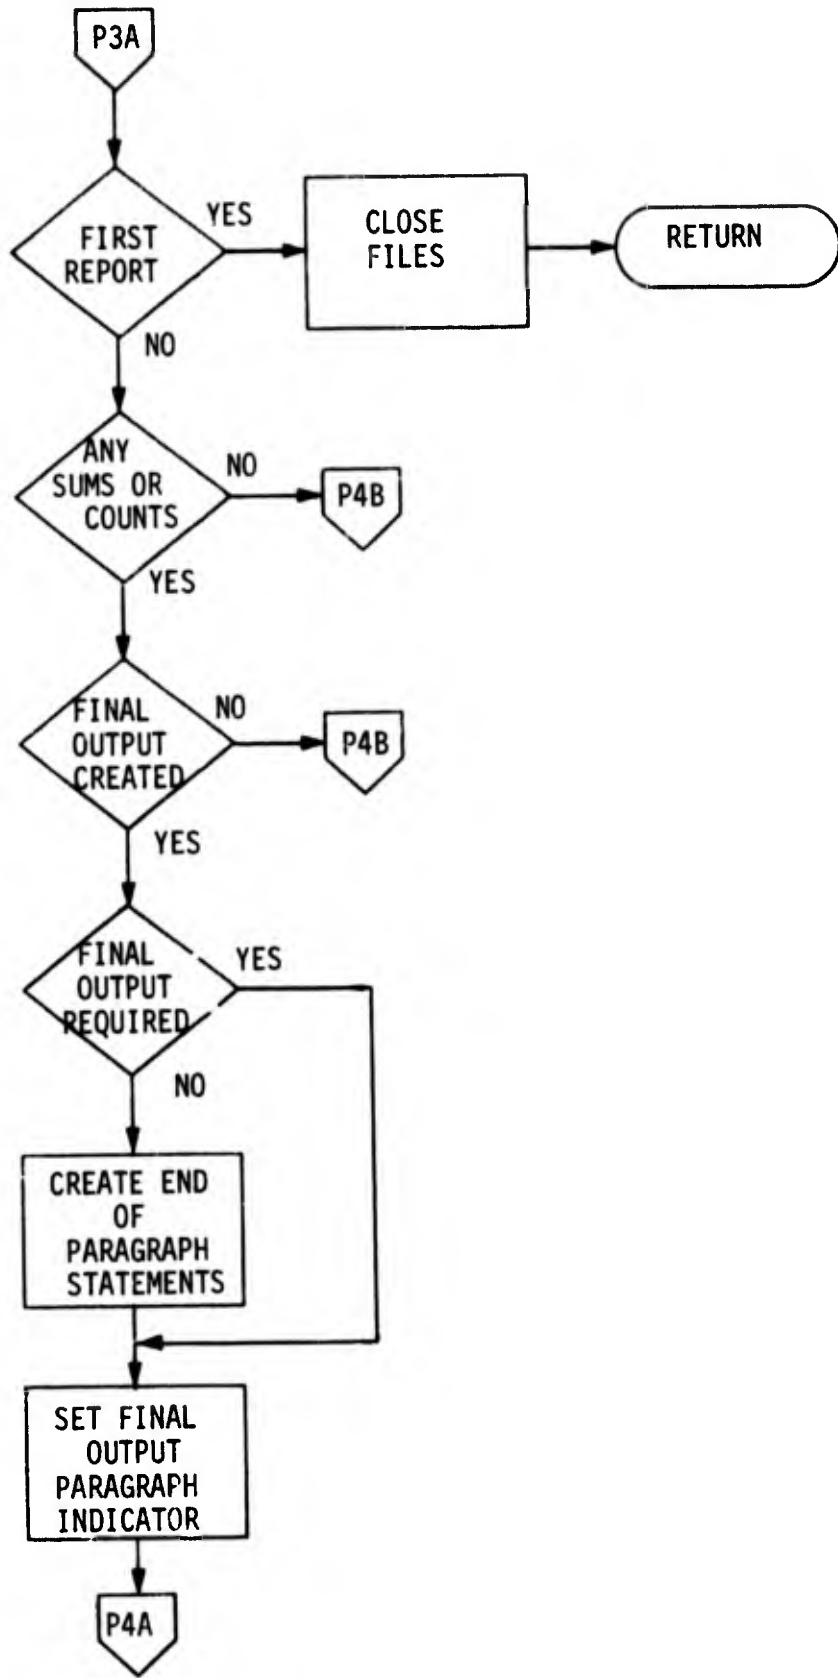 P3A
FIRST
REPORT
YES
CLOSE
FILES
RETURN
NO
ANY
SUMS OR
COUNTS
NO
P4B
YES
FINAL
OUTPUT
CREATED
NO
P4B
YES
FINAL
OUTPUT
REQUIRED
YES
NO
CREATE END
OF
PARAGRAPH
STATEMENTS
SET FINAL
OUTPUT
PARAGRAPH
INDICATOR
P4A